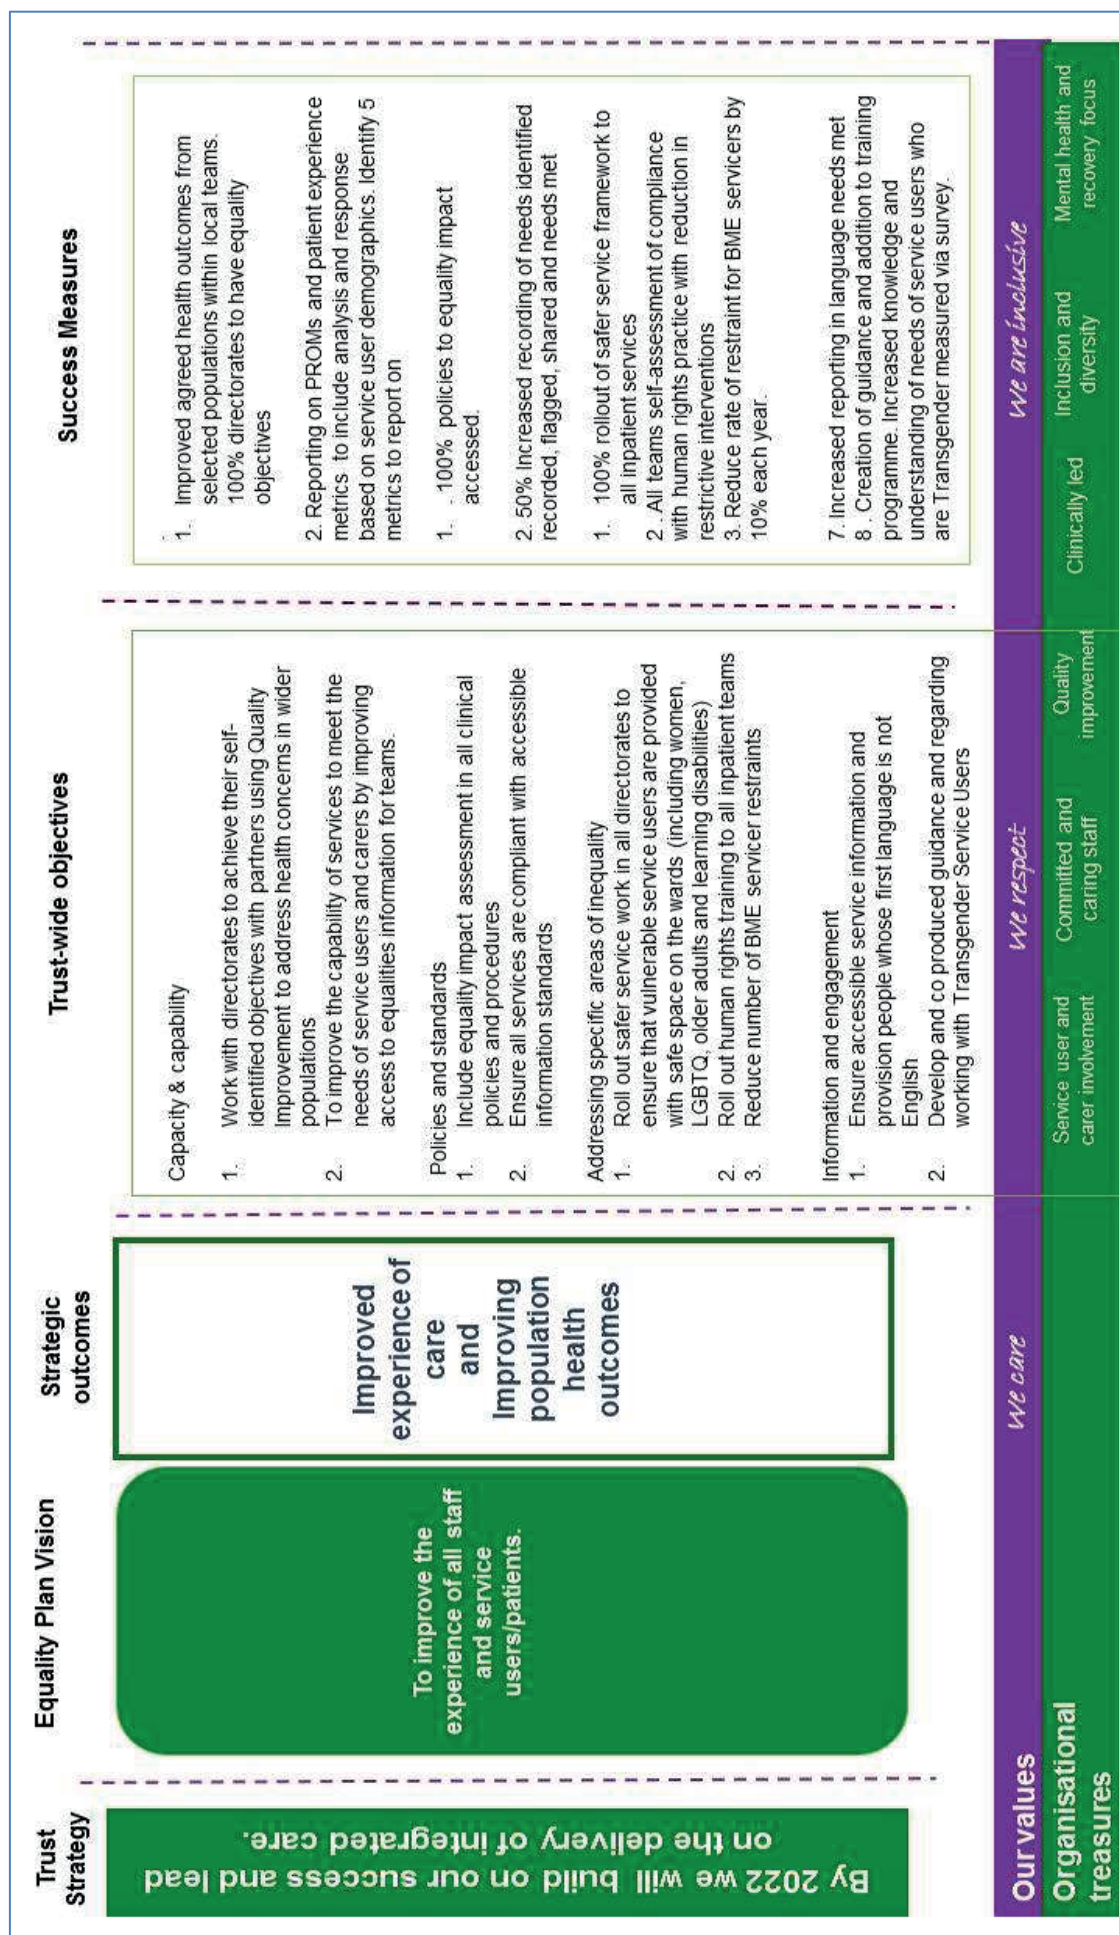 Trust
Strategy
By 2022 we will build on our success and lead
on the delivery of integrated care.
Equality Plan Vision
To improve the
experience of all staff
and service
users/patients.
Strategic
outcomes
Improved
experience of
care
and
Improving
population
health
outcomes
Trust-wide objectives
Capacity & capability
1. Work with directorates to achieve their self-
identified objectives with partners using Quality
Improvement to address health concerns in wider
populations
2. To improve the capability of services to meet the
needs of service users and carers by improving
access to equalities information for teams.
Policies and standards
1. Include equality impact assessment in all clinical
policies and procedures
2. Ensure all services are compliant with accessible
information standards
Addressing specific areas of inequality
1. Roll out safer service work in all directorates to
ensure that vulnerable service users are provided
with safe space on the wards (including women,
LGBTQ, older adults and learning disabilities)
2. Roll out human rights training to all inpatient teams
3. Reduce number of BME servicer restraints
Information and engagement
1. Ensure accessible service information and
provision people whose first language is not
English
2. Develop and co produced guidance and regarding
working with Transgender Service Users
Success Measures
1. Improved agreed health outcomes from
selected populations within local teams.
100% directorates to have equality
objectives
2. Reporting on PROMs and patient experience
metrics to include analysis and response
based on service user demographics. Identify 5
metrics to report on
1. . 100% policies to equality impact
accessed.
2. 50% Increased recording of needs identified
recorded, flagged, shared and needs met
1. 100% rollout of safer service framework to
all inpatient services
2. All teams self-assessment of compliance
with human rights practice with reduction in
restrictive interventions
3. Reduce rate of restraint for BME servicers by
10% each year.
7. Increased reporting in language needs met
8 . Creation of guidance and addition to training
programme. Increased knowledge and
understanding of needs of service users who
are Transgender measured via survey.
Our values
We care
We respect
We are inclusive
Organisational
treasures
Service user and
carer involvement
Committed and
caring staff
Quality
improvement
Clinically led
Inclusion and
diversity
Mental health and
recovery focus